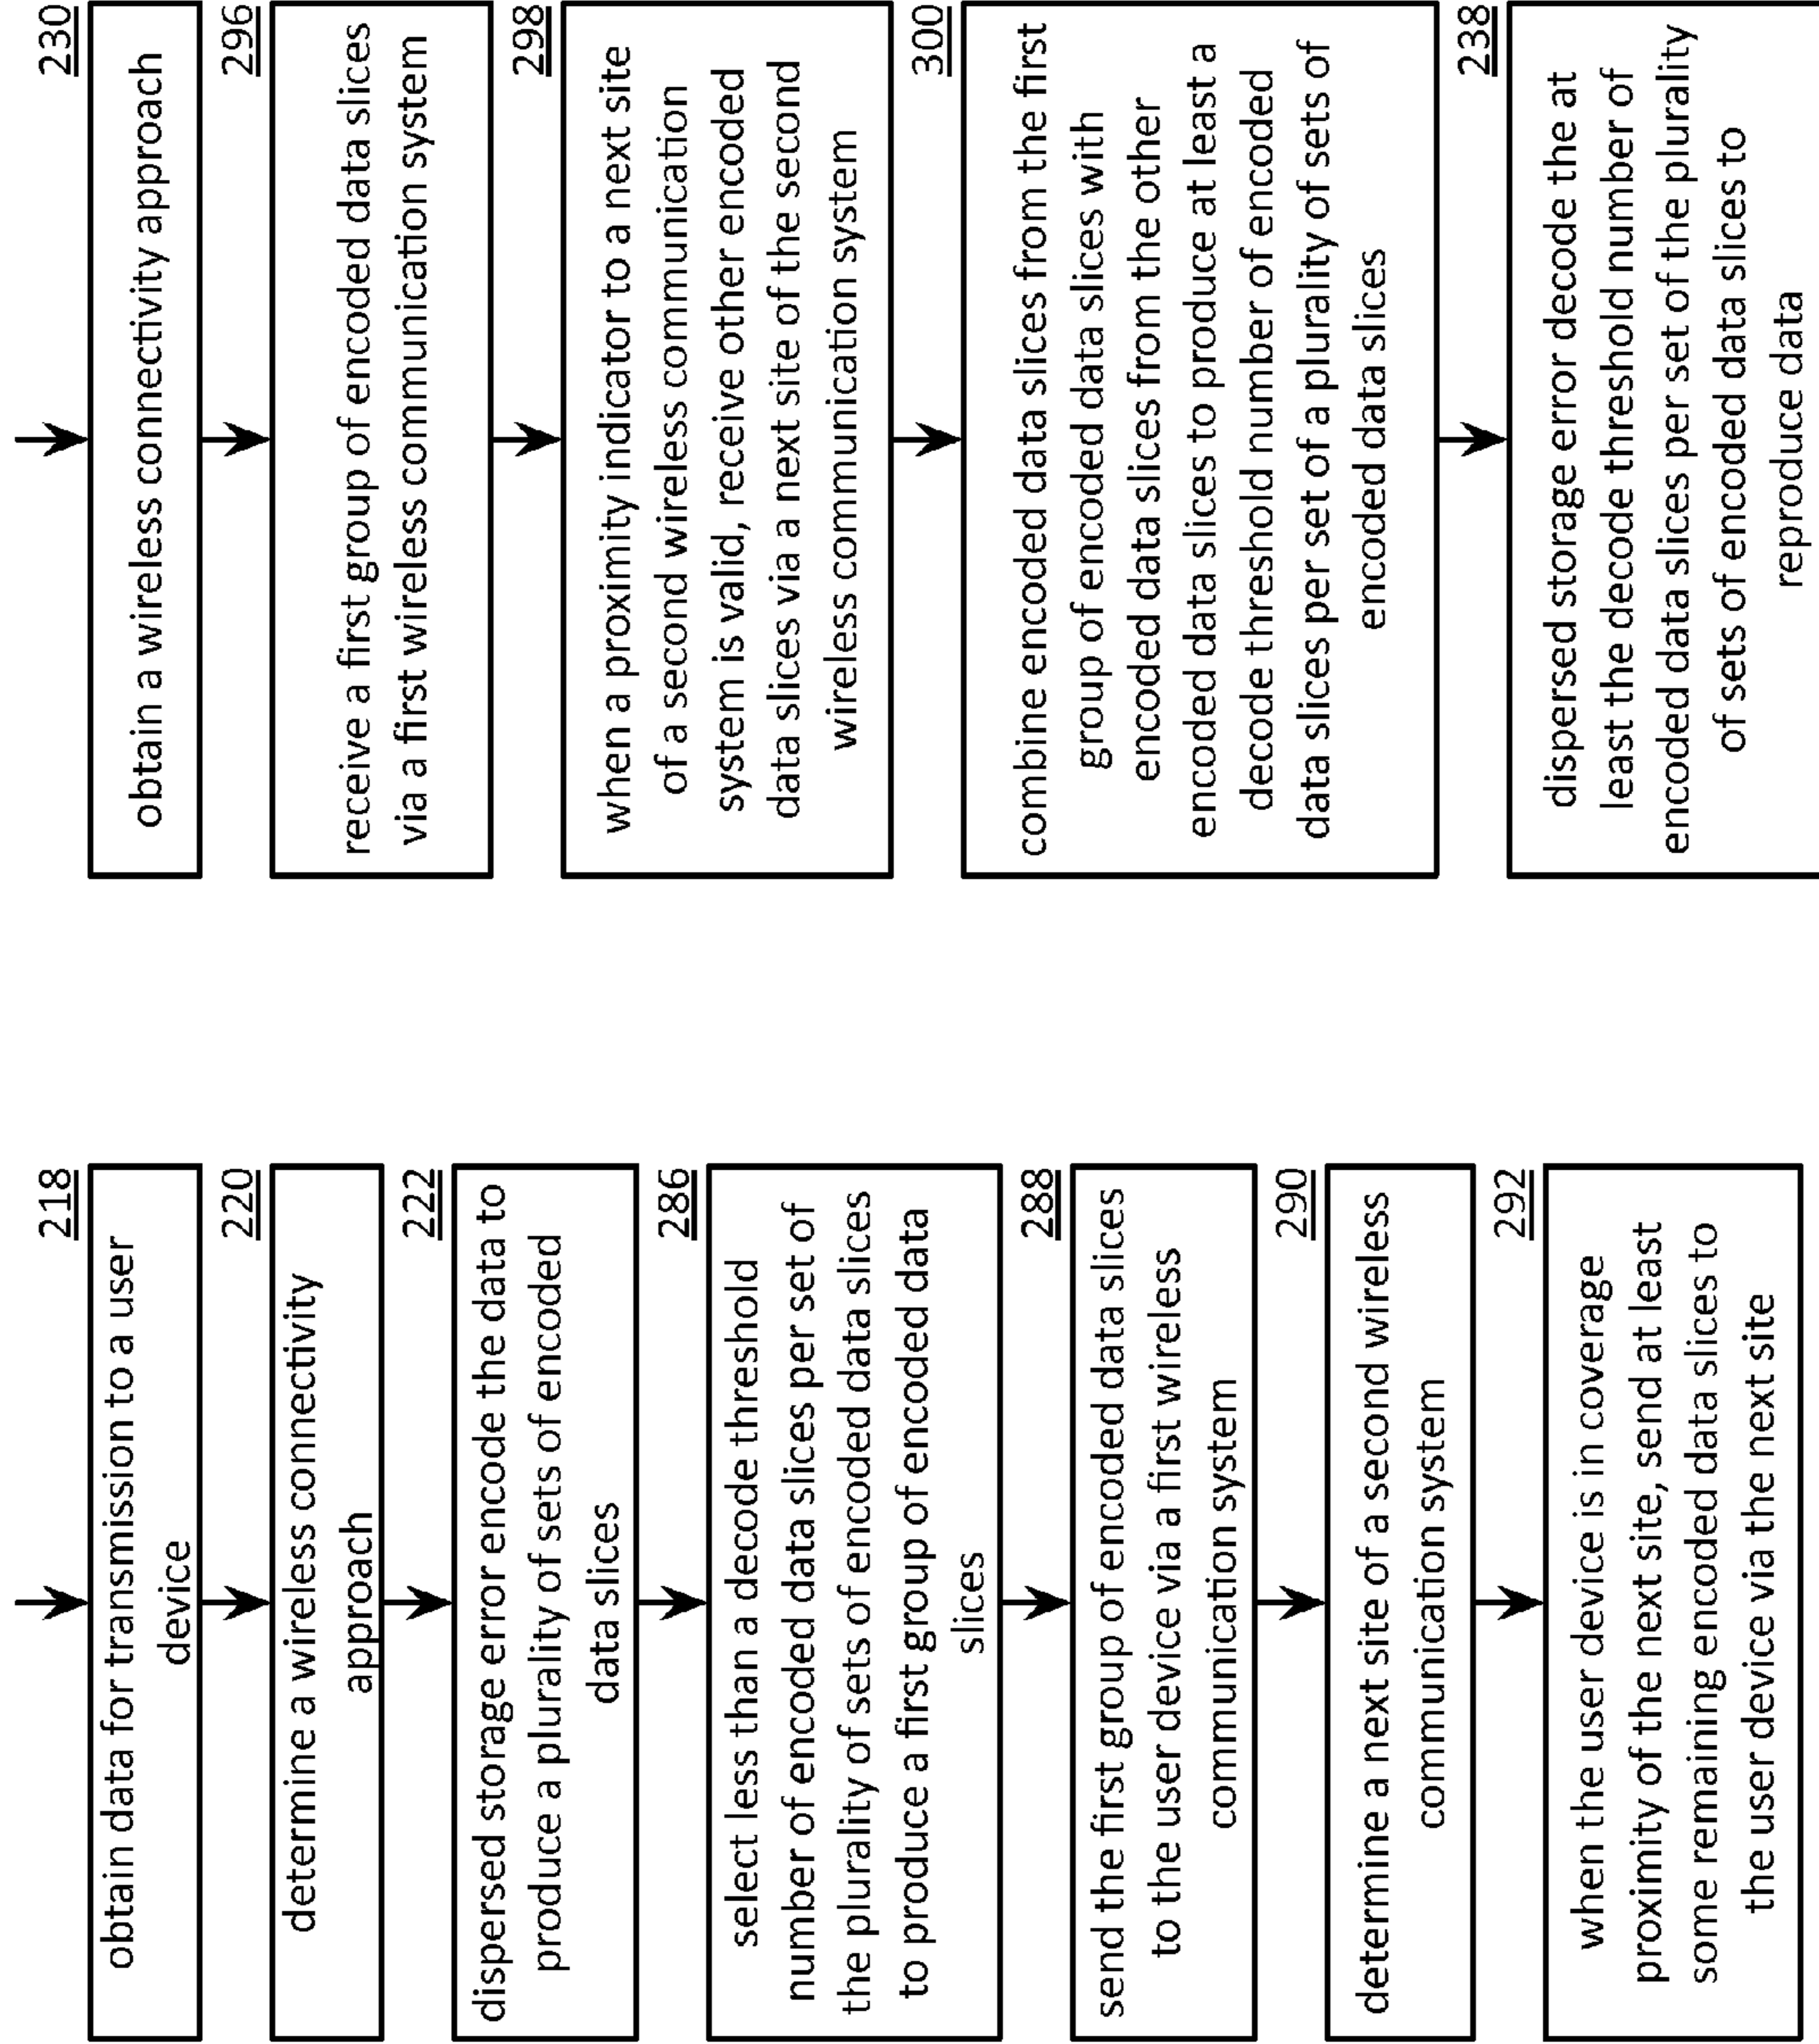 218
obtain data for transmission to a user
device
220
determine a wireless connectivity
approach
222
dispersed storage error encode the data to
produce a plurality of sets of encoded
data slices
286
select less than a decode threshold
number of encoded data slices per set of
the plurality of sets of encoded data slices
to produce a first group of encoded data
slices
288
send the first group of encoded data slices
to the user device via a first wireless
communication system
290
determine a next site of a second wireless
communication system
292
when the user device is in coverage
proximity of the next site, send at least
some remaining encoded data slices to
the user device via the next site
230
obtain a wireless connectivity approach
296
receive a first group of encoded data slices
via a first wireless communication system
298
when a proximity indicator to a next site
of a second wireless communication
system is valid, receive other encoded
data slices via a next site of the second
wireless communication system
300
combine encoded data slices from the first
group of encoded data slices with
encoded data slices from the other
encoded data slices to produce at least a
decode threshold number of encoded
data slices per set of a plurality of sets of
encoded data slices
238
dispersed storage error decode the at
least the decode threshold number of
encoded data slices per set of the plurality
of sets of encoded data slices to
reproduce data